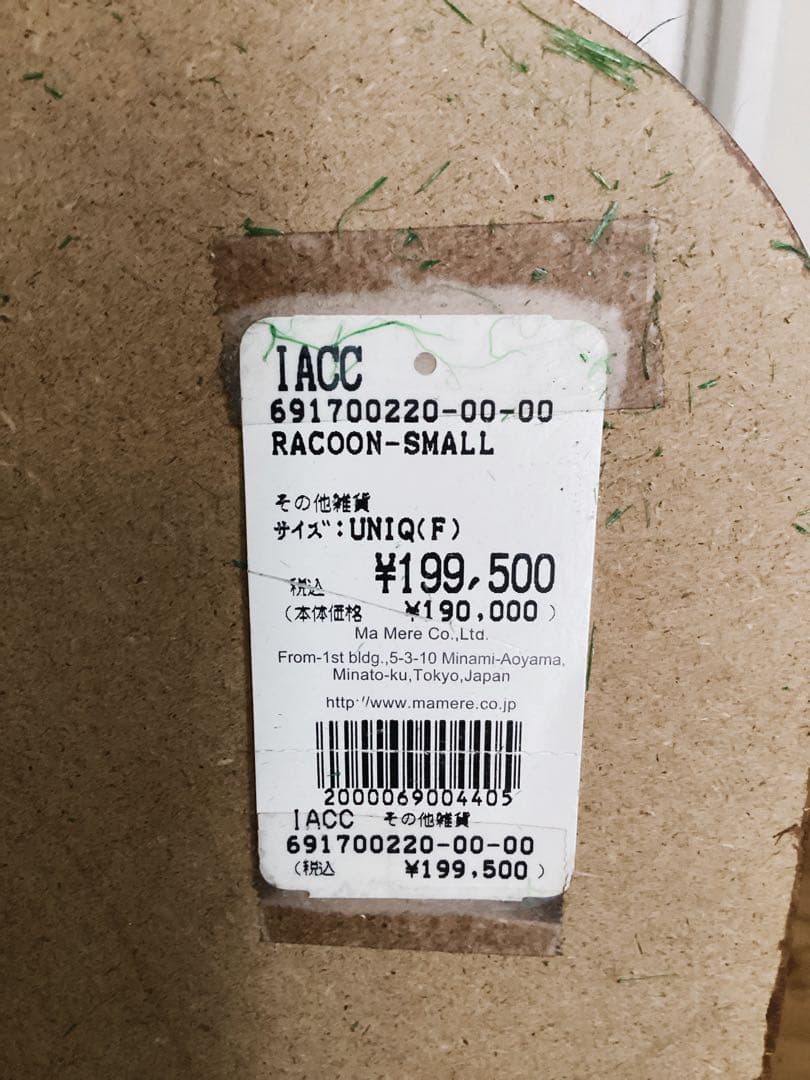 IACC
691700220-00-00
RACOON-SMALL
その他雑貨
サイズ:UNIQ(F)
税込 ¥199,500
(本体価格 ¥190,000)
Ma Mere Co.,Ltd.
From-1st bldg.,5-3-10 Minami-Aoyama,
Minato-ku,Tokyo,Japan
http://www.mamere.co.jp
2000069004405
IACC その他雑貨
691700220-00-00
(税込 ¥199,500)